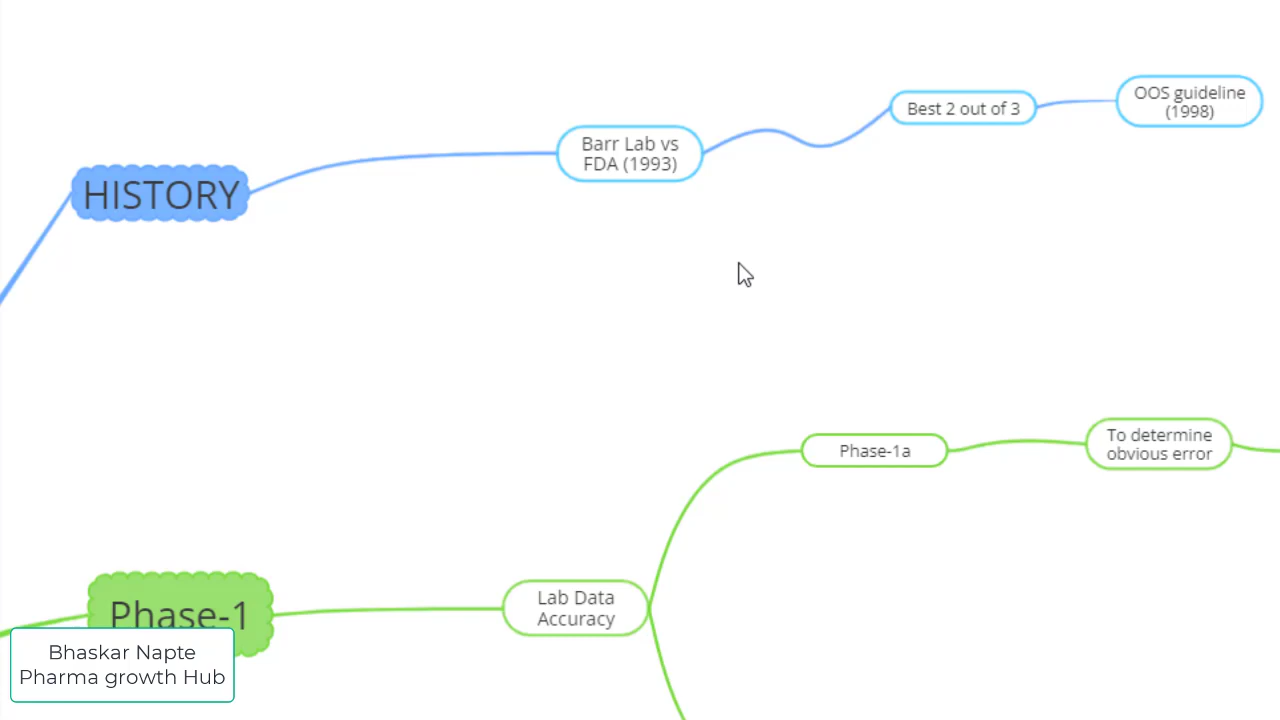 HISTORY
Barr Lab vs
FDA (1993)
Best 2 out of 3
OOS guideline
(1998)
Phase-1
Lab Data
Accuracy
Phase-1a
To determine
obvious error
Bhaskar Napte
Pharma growth Hub